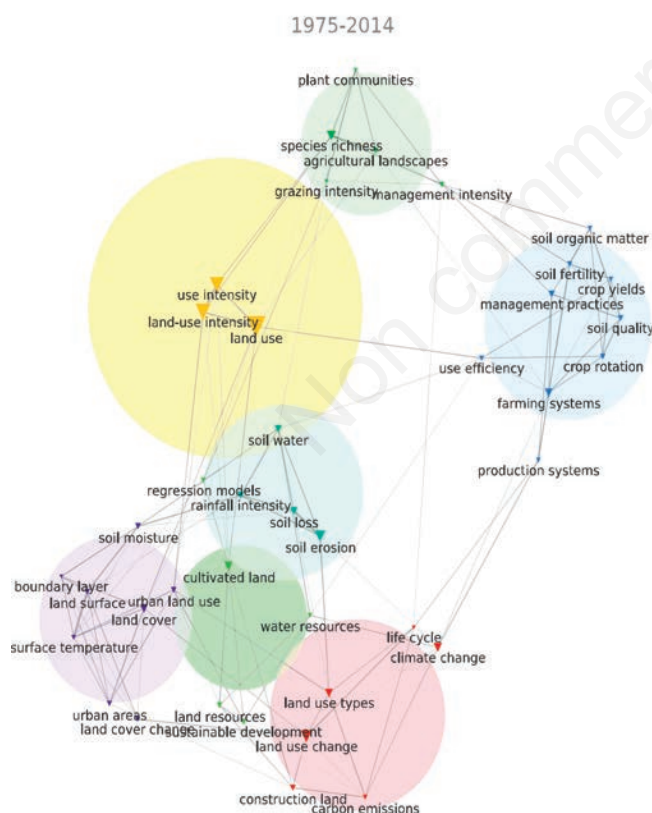 1975-2014
plant communities
species richness
agricultural landscapes
grazing intensity
management intensity
soil organic matter
soil fertility
crop yields
management practices
use intensity
land-use intensity
soil quality
land use
use efficiency
crop rotation
farming systems
soil water
production systems
regression models
rainfall intensity
soil loss
soil moisture
soil erosion
cultivated land
boundary layer
urban land use
land surface
land cover
water resources
life cycle
surface temperature
climate change
land use types
urban areas
land resources
land cover change
sustainable development
land use change
construction land
carbon emissions
Non commer